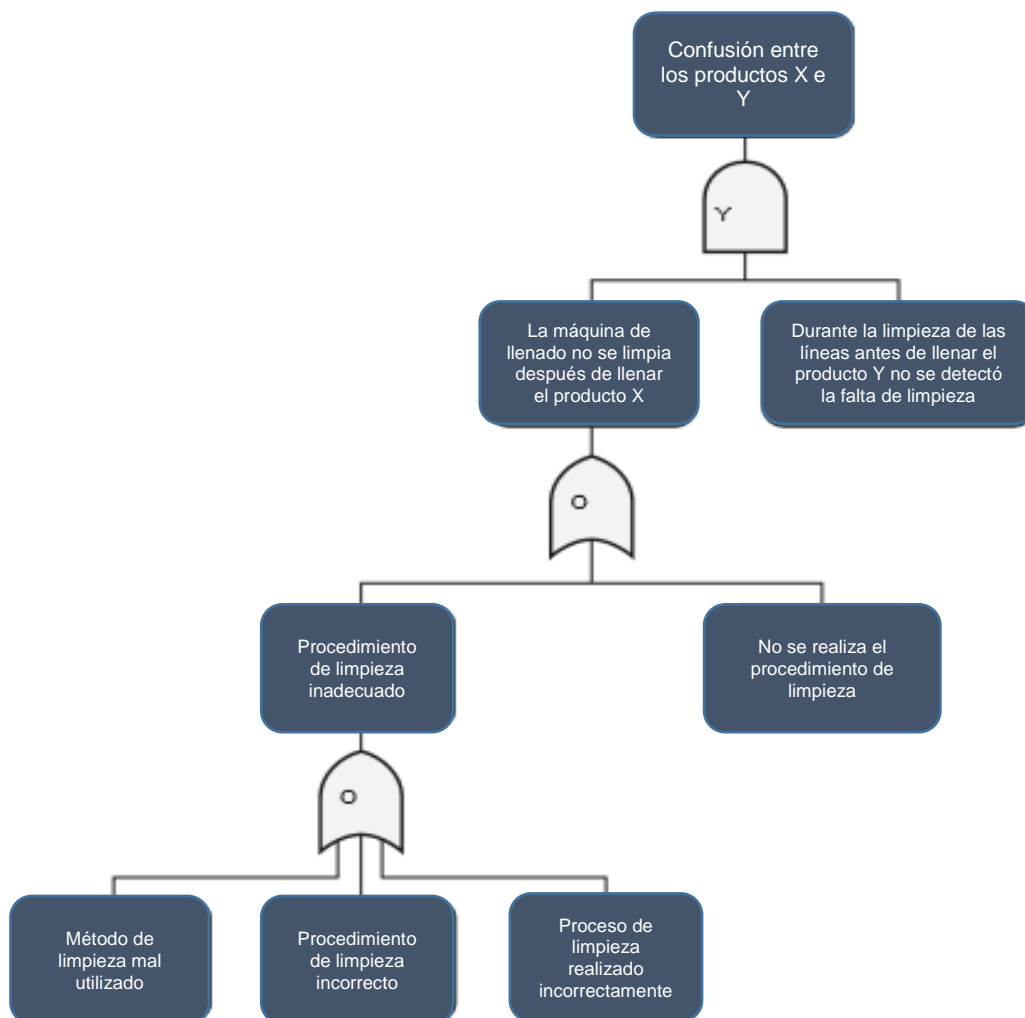 Confusión entre
los productos X e
Y
Y
La máquina de
llenado no se limpia
después de llenar
el producto X
Durante la limpieza de las
líneas antes de llenar el
producto Y no se detectó
la falta de limpieza
O
Procedimiento
de limpieza
inadecuado
No se realiza el
procedimiento de
limpieza
O
Método de
limpieza mal
utilizado
Procedimiento
de limpieza
incorrecto
Proceso de
limpieza
realizado
incorrectamente